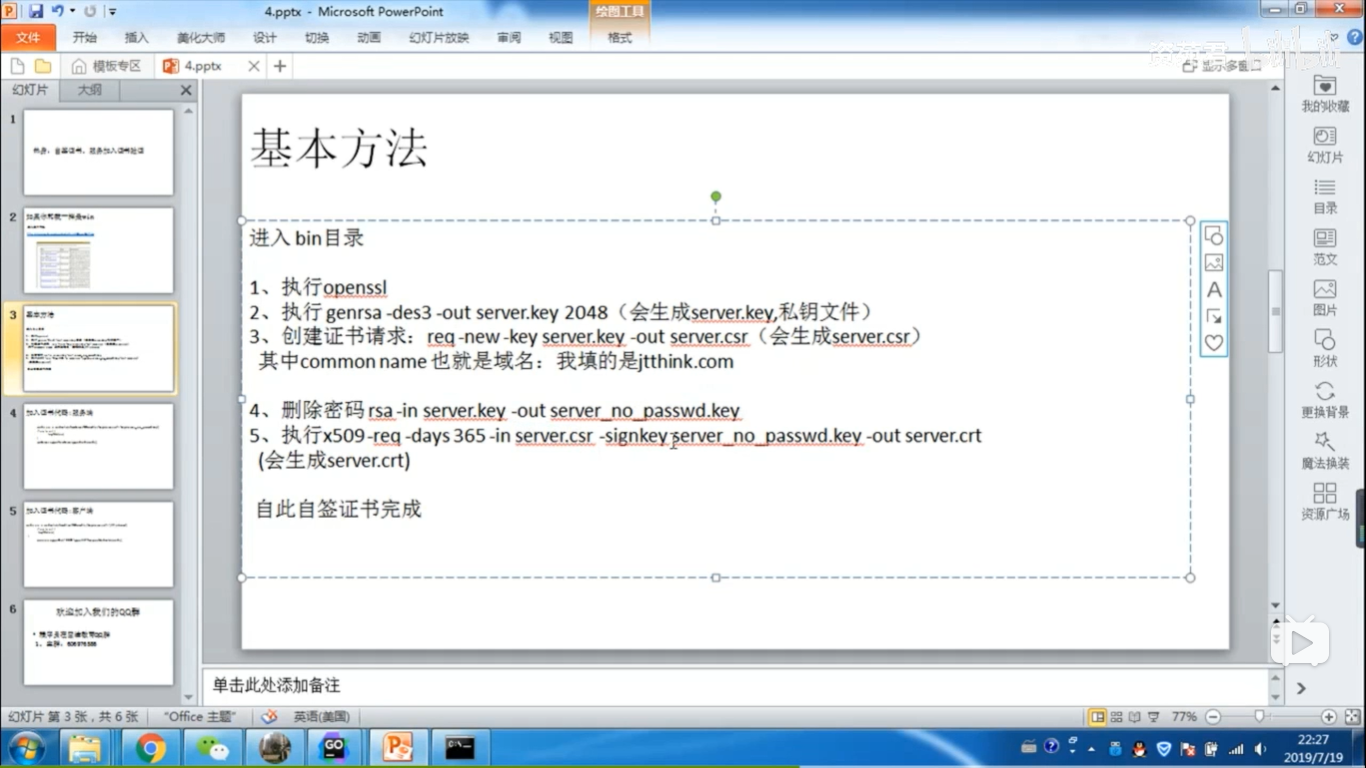 4.pptx - Microsoft PowerPoint
绘图工具
文件 开始 插入 美化大师 设计 切换 动画 幻灯片放映 审阅 视图 格式
模板专区 4.pptx 显示多窗口
幻灯片 大纲
1
2
如果你和我一样是win
3
基本方法
4
加入证书代码:服务端
5
加入证书代码:客户端
6
欢迎加入我们的QQ群
基本方法
进入 bin目录
1、执行openssl
2、执行 genrsa -des3 -out server.key 2048（会生成server.key,私钥文件）
3、创建证书请求：req -new -key server.key -out server.csr（会生成server.csr）
其中common name 也就是域名：我填的是jtthink.com
4、删除密码 rsa -in server.key -out server_no_passwd.key
5、执行x509 -req -days 365 -in server.csr -signkey server_no_passwd.key -out server.crt
(会生成server.crt)
自此自签证书完成
我的收藏
幻灯片
目录
范文
图片
形状
更换背景
魔法换装
资源广场
单击此处添加备注
幻灯片 第 3 张，共 6 张 "Office 主题" 英语(美国) 77%
22:27
2019/7/19